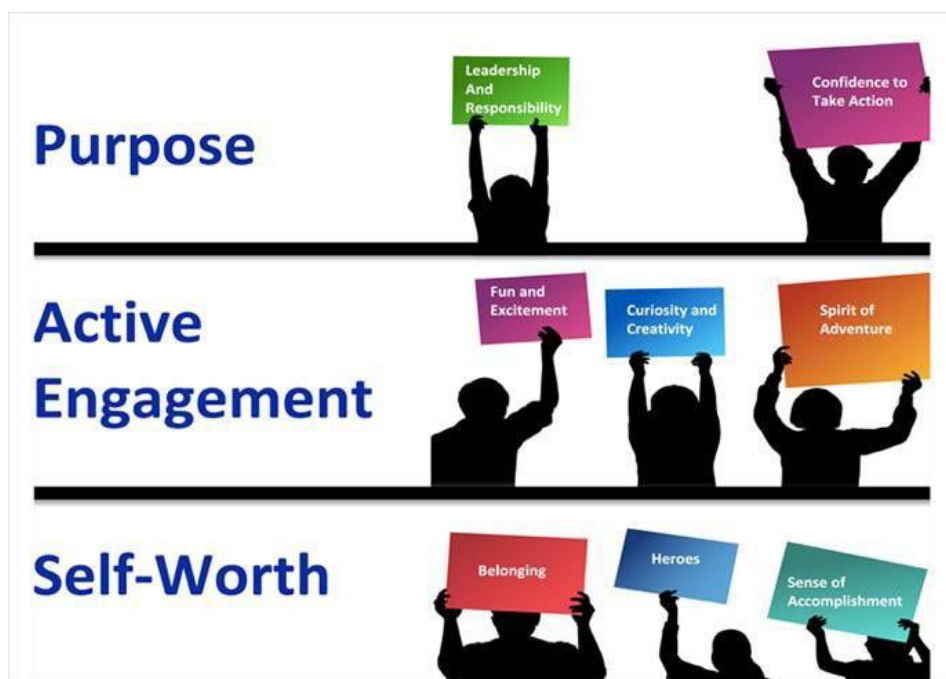 Purpose
Leadership
And
Responsibility
Confidence to
Take Action
Active
Engagement
Fun and
Excitement
Curiosity and
Creativity
Spirit of
Adventure
Self-Worth
Belonging
Heroes
Sense of
Accomplishment